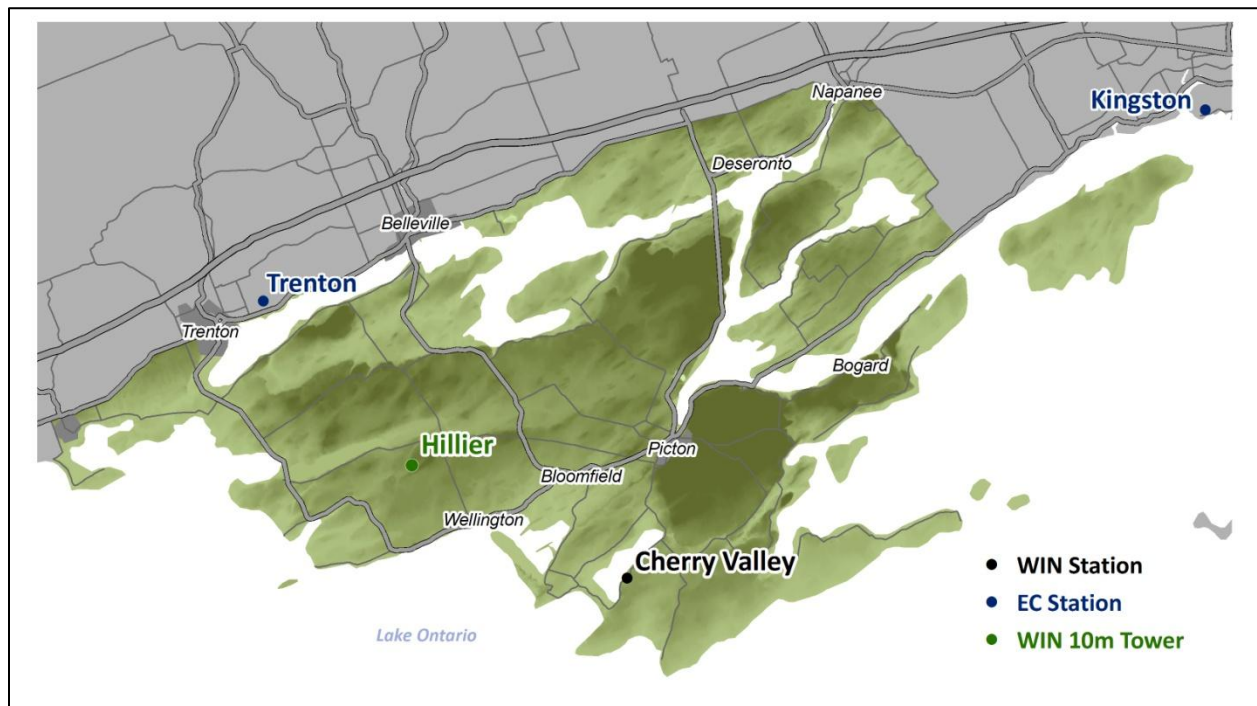 Napanee
Kingston
Deseronto
Belleville
Trenton
Trenton
Bogard
Hillier
Picton
Bloomfield
Wellington
Cherry Valley
WIN Station
EC Station
Lake Ontario
WIN 10m Tower